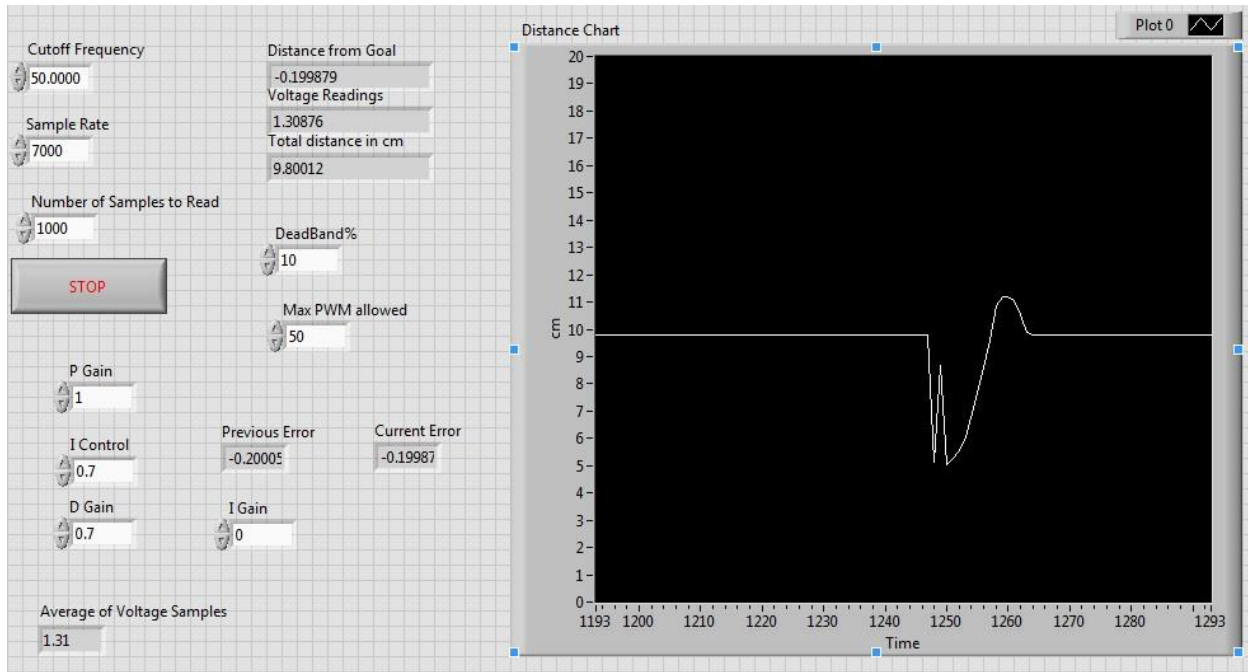 Cutoff Frequency
50.0000
Sample Rate
7000
Number of Samples to Read
1000
STOP
Distance from Goal
-0.199879
Voltage Readings
1.30876
Total distance in cm
9.80012
DeadBand%
10
Max PWM allowed
50
P Gain
1
I Control
0.7
D Gain
0.7
Previous Error
-0.20005
Current Error
-0.19987
I Gain
0
Average of Voltage Samples
1.31
Distance Chart
Plot 0
20
19
18
17
16
15
14
13
12
11
10
9
8
7
6
5
4
3
2
1
0
cm
1193 1200 1210 1220 1230 1240 1250 1260 1270 1280 1293
Time